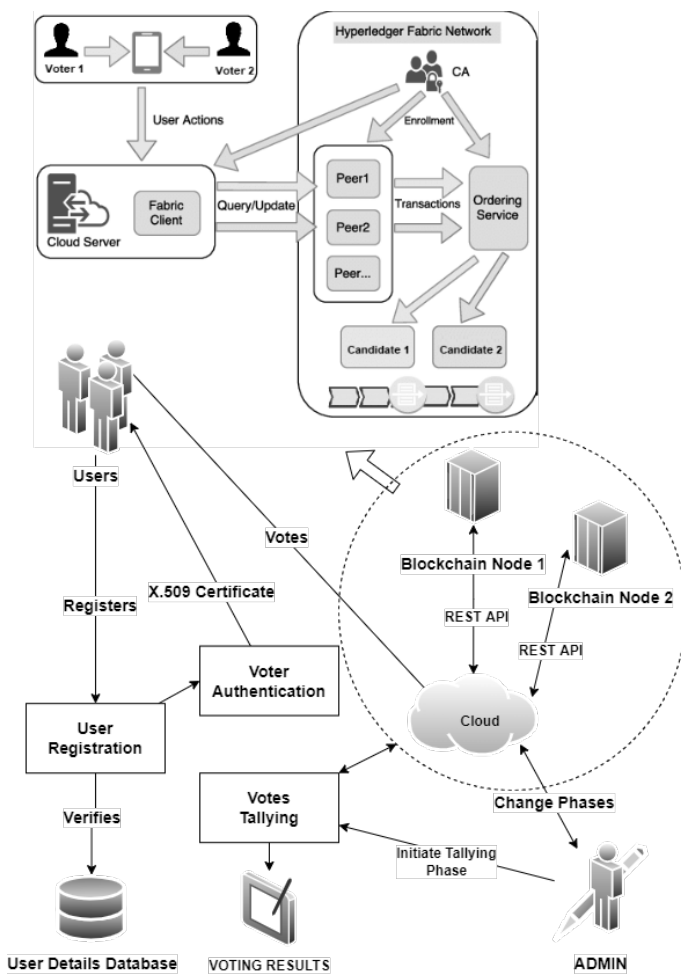 Hyperledger Fabric Network
Voter 1
Voter 2
CA
User Actions
Enrollment
Peer1
Fabric
Client
Query/Update
Transactions
Ordering
Service
Peer2
Cloud Server
Peer...
Candidate 1
Candidate 2
Users
Votes
Blockchain Node 1
X.509 Certificate
Blockchain Node 2
Registers
REST API
REST API
Voter
Authentication
User
Registration
Cloud
Votes
Tallying
Change Phases
Verifies
Initiate Tallying
Phase
User Details Database
VOTING RESULTS
ADMIN